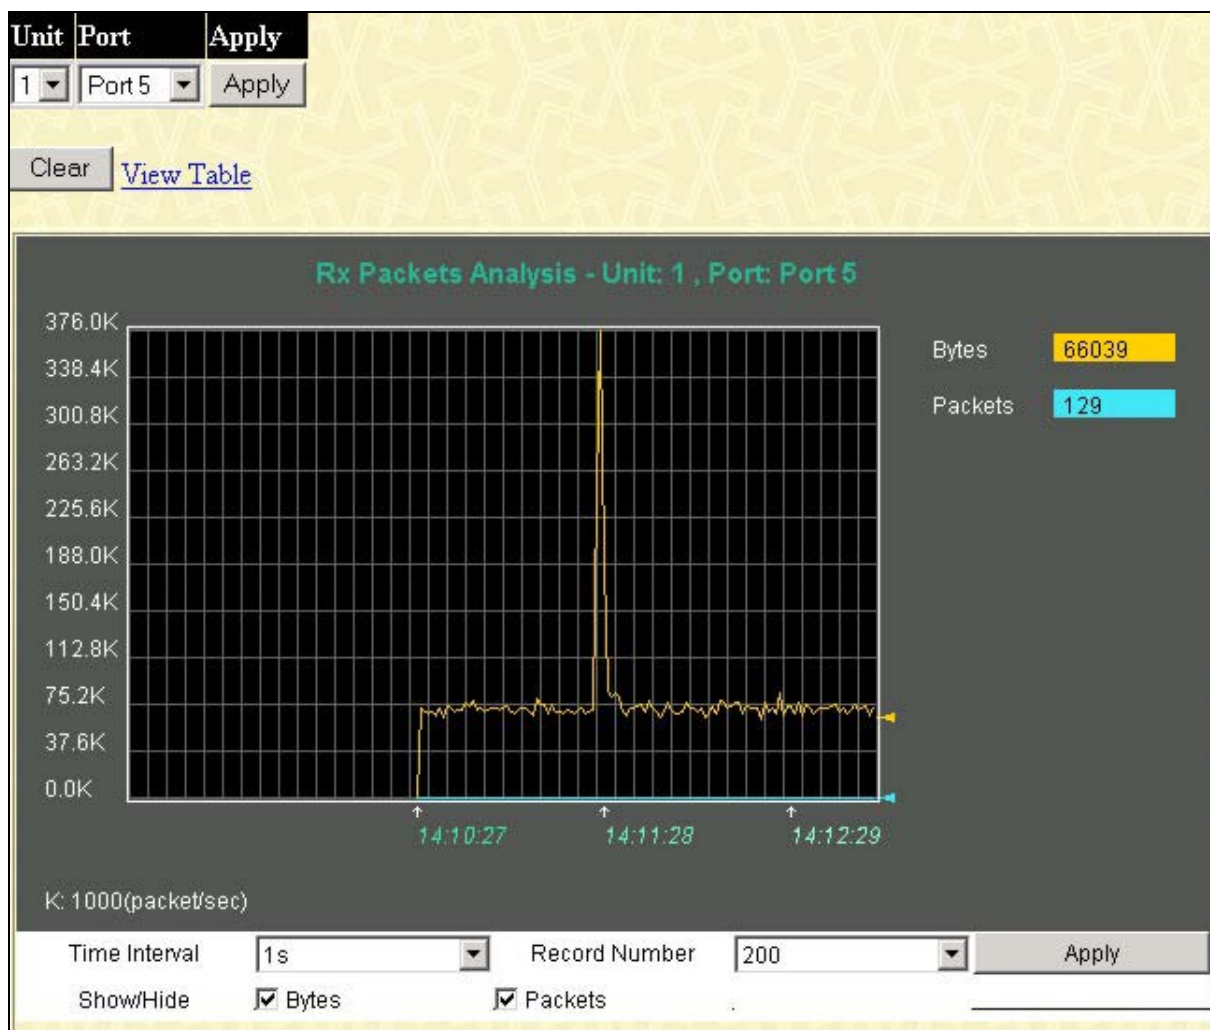 Unit Port Apply
1 Port 5 Apply
Clear View Table
Rx Packets Analysis - Unit: 1 , Port: Port 5
376.0K
338.4K
300.8K
263.2K
225.6K
188.0K
150.4K
112.8K
75.2K
37.6K
0.0K
Bytes 66039
Packets 129
14:10:27 14:11:28 14:12:29
K: 1000(packet/sec)
Time Interval 1s Record Number 200 Apply
Show/Hide Bytes Packets